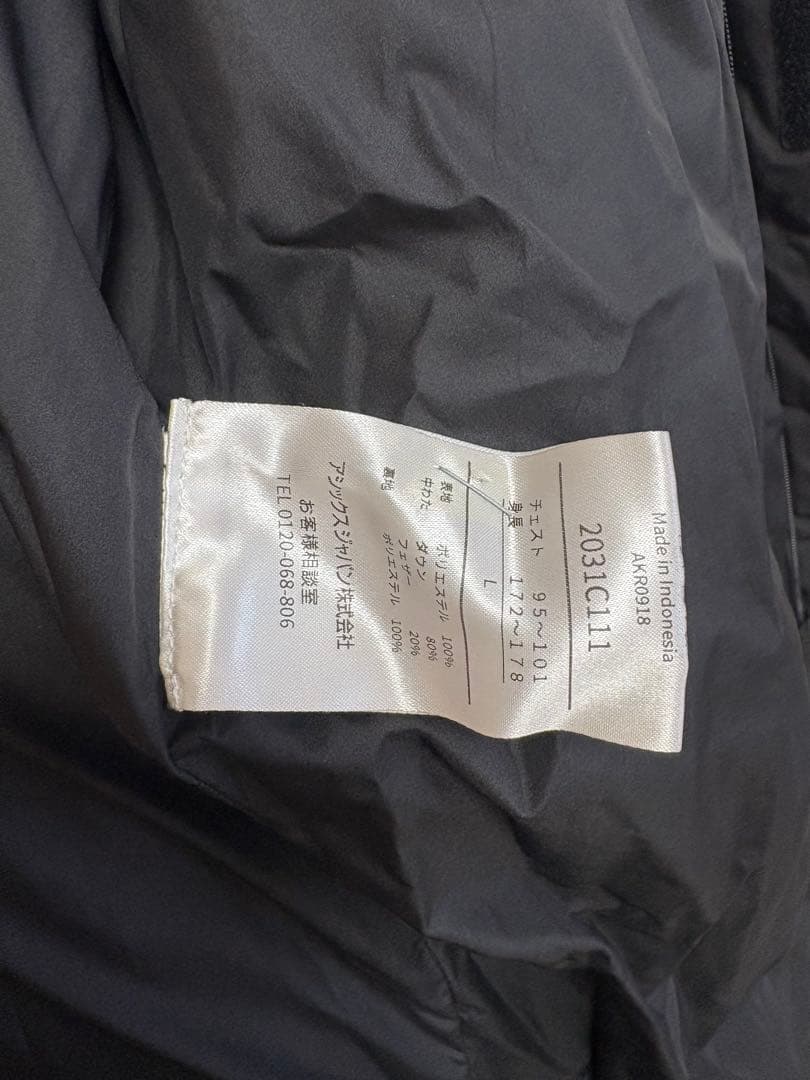 Made in Indonesia
AKR0918
2031C111
チェスト 95～101
身長 172～178
L
表地 ポリエステル 100%
中わた ダウン 80%
フェザー 20%
裏地 ポリエステル 100%
アシックスジャパン株式会社
お客様相談室
TEL 0120-068-806